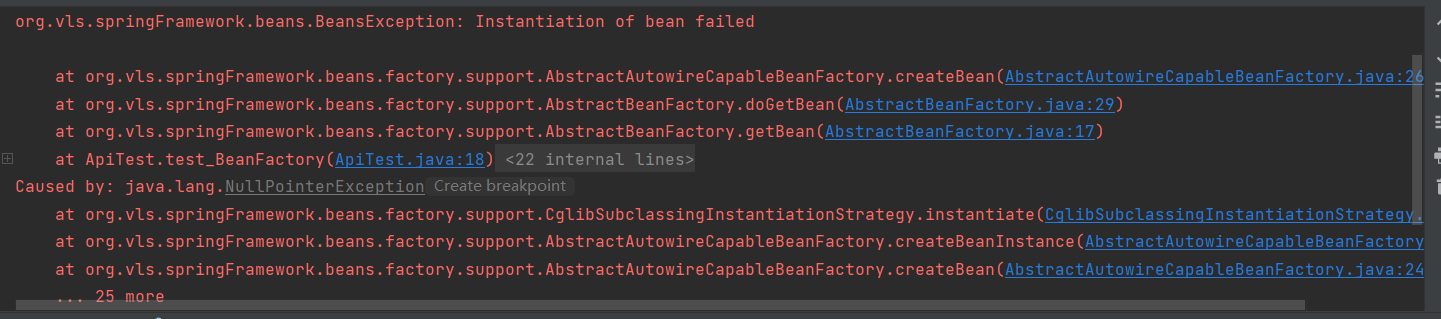 org.vls.springFramework.beans.BeansException: Instantiation of bean failed
at org.vls.springFramework.beans.factory.support.AbstractAutowireCapableBeanFactory.createBean(AbstractAutowireCapableBeanFactory.java:26
at org.vls.springFramework.beans.factory.support.AbstractBeanFactory.doGetBean(AbstractBeanFactory.java:29)
at org.vls.springFramework.beans.factory.support.AbstractBeanFactory.getBean(AbstractBeanFactory.java:17)
at ApiTest.test_BeanFactory(ApiTest.java:18) <22 internal lines>
Caused by: java.lang.NullPointerException Create breakpoint
at org.vls.springFramework.beans.factory.support.CglibSubclassingInstantiationStrategy.instantiate(CglibSubclassingInstantiationStrategy.
at org.vls.springFramework.beans.factory.support.AbstractAutowireCapableBeanFactory.createBeanInstance(AbstractAutowireCapableBeanFactory
at org.vls.springFramework.beans.factory.support.AbstractAutowireCapableBeanFactory.createBean(AbstractAutowireCapableBeanFactory.java:24
... 25 more